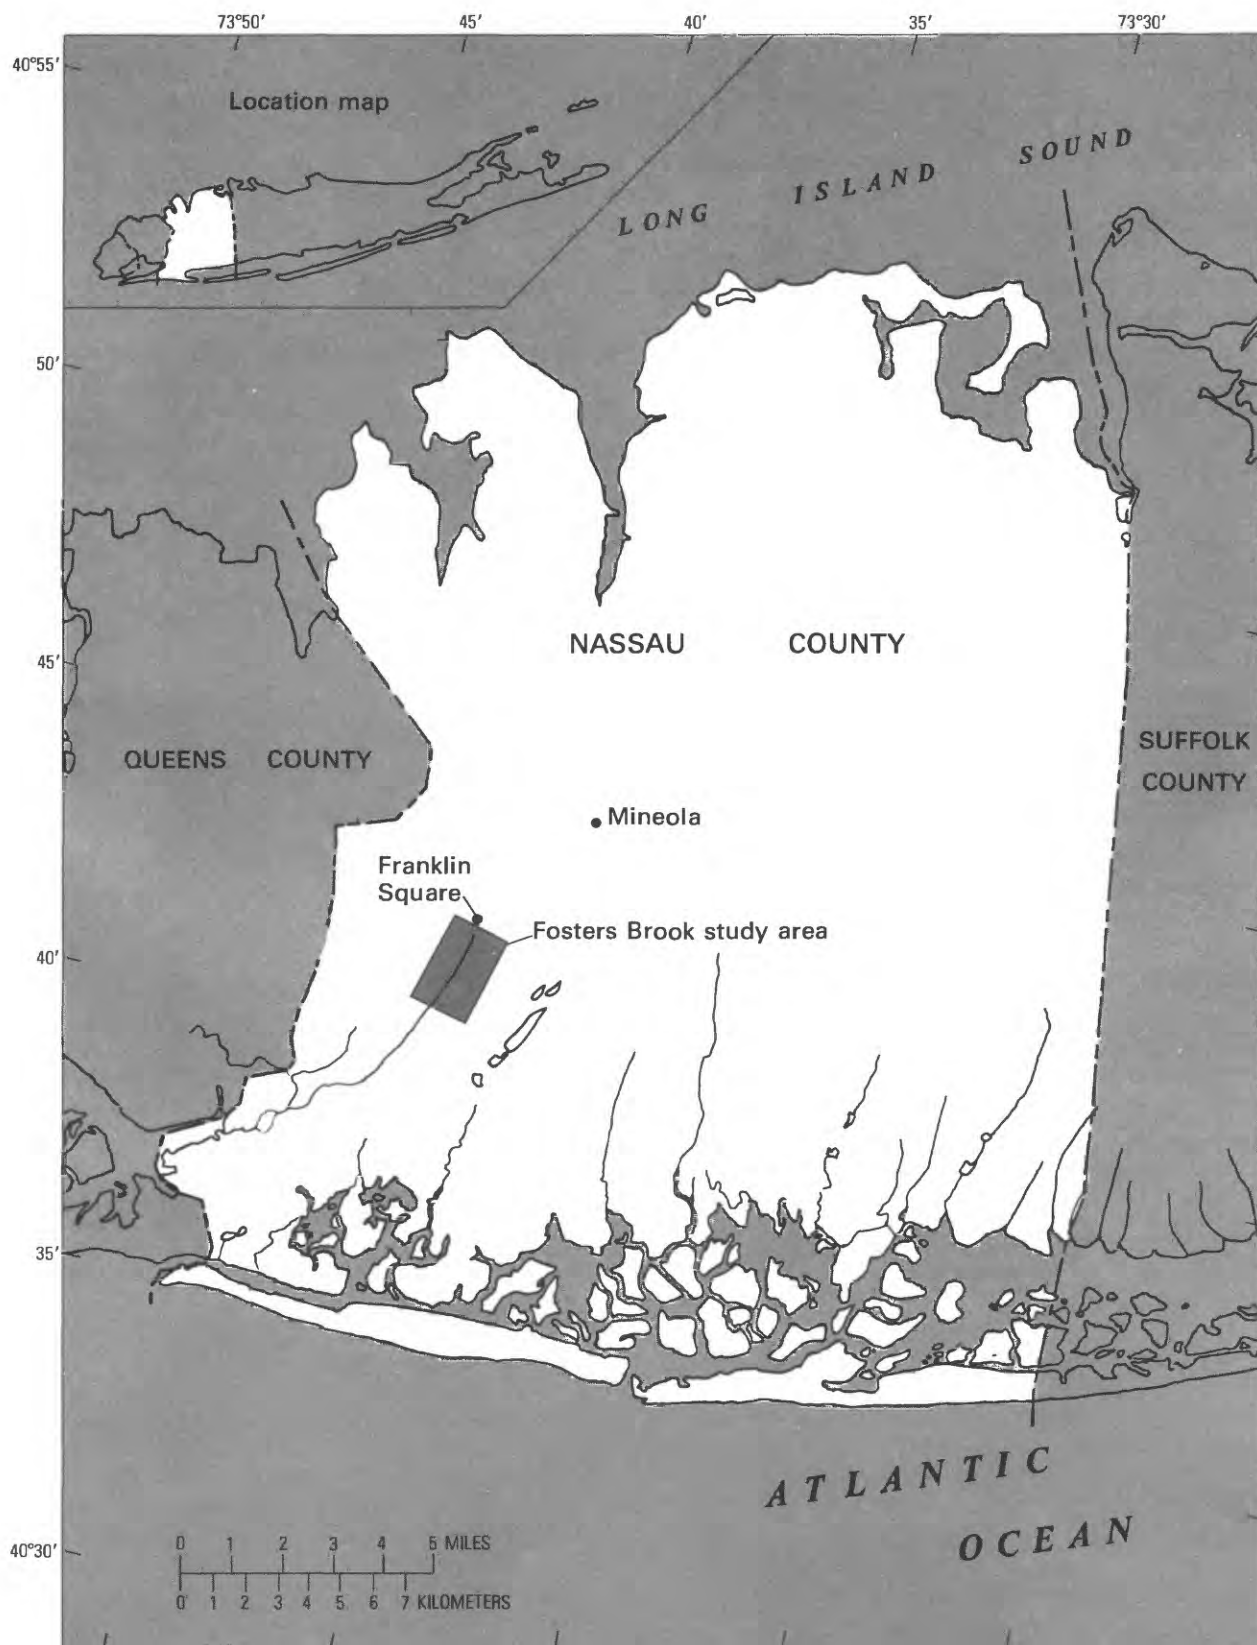 73°50' 45' 40' 35' 73°30'
40°55'
Location map
LONG ISLAND SOUND
50'
NASSAU COUNTY
45'
QUEENS COUNTY
SUFFOLK
COUNTY
Mineola
Franklin
Square
Fosters Brook study area
40'
35'
ATLANTIC
OCEAN
40°30'
0 1 2 3 4 5 MILES
0 1 2 3 4 5 6 7 KILOMETERS